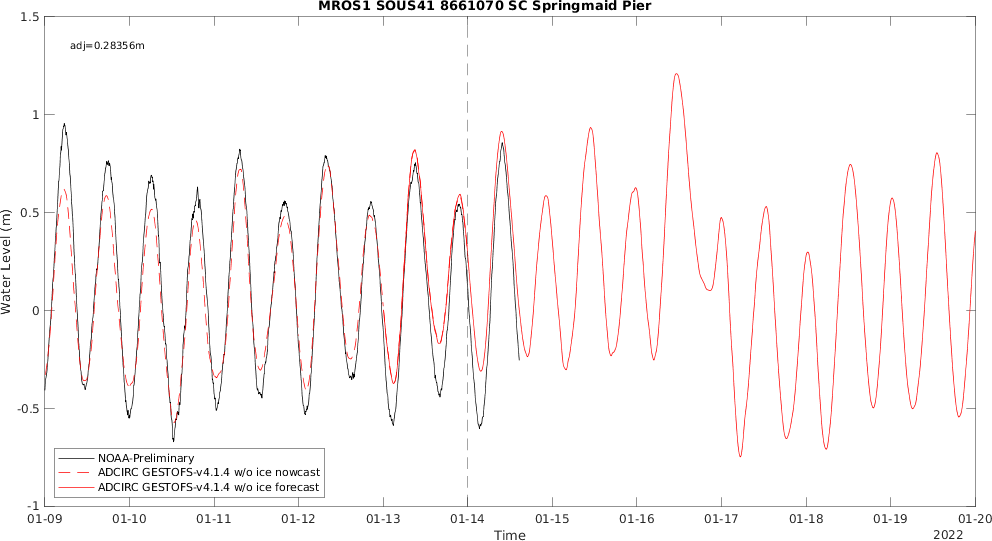 MROS1 SOUS41 8661070 SC Springmaid Pier
adj=0.28356m
1.5
1
0.5
0
-0.5
-1
Water Level (m)
NOAA-Preliminary
ADCIRC GESTOFS-v4.1.4 w/o ice nowcast
ADCIRC GESTOFS-v4.1.4 w/o ice forecast
01-09 01-10 01-11 01-12 01-13 01-14 01-15 01-16 01-17 01-18 01-19 01-20
Time
2022